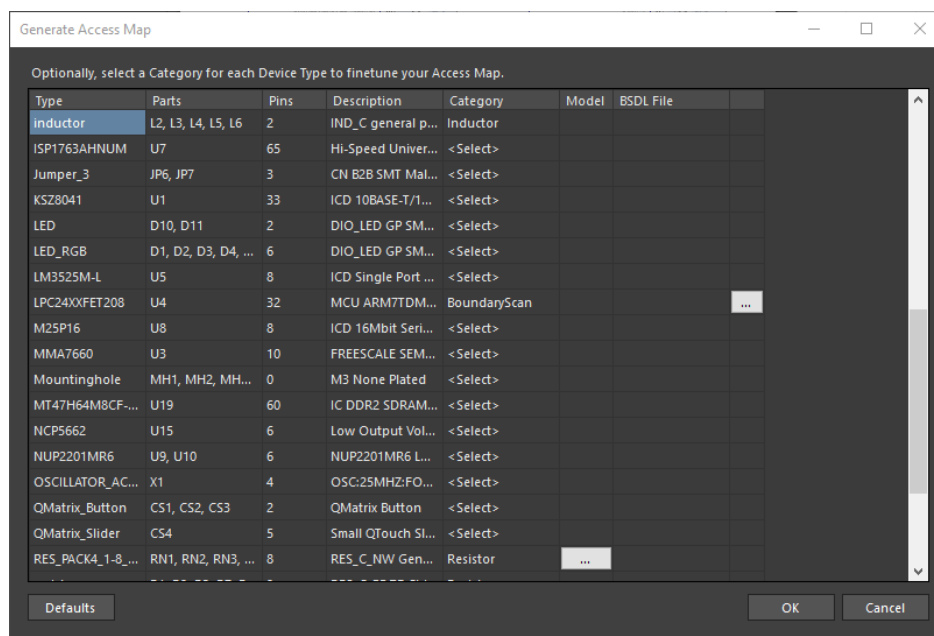 Generate Access Map
Optionally, select a Category for each Device Type to finetune your Access Map.
Type Parts Pins Description Category Model BSDL File
inductor L2, L3, L4, L5, L6 2 IND_C general p... Inductor
ISP1763AHNUM U7 65 Hi-Speed Univer... <Select>
Jumper_3 JP6, JP7 3 CN B2B SMT Mal... <Select>
KSZ8041 U1 33 ICD 10BASE-T/1... <Select>
LED D10, D11 2 DIO_LED GP SM... <Select>
LED_RGB D1, D2, D3, D4, ... 6 DIO_LED GP SM... <Select>
LM3525M-L U5 8 ICD Single Port ... <Select>
LPC24XXFET208 U4 32 MCU ARM7TDM... BoundaryScan ...
M25P16 U8 8 ICD 16Mbit Seri... <Select>
MMA7660 U3 10 FREESCALE SEM... <Select>
Mountinghole MH1, MH2, MH... 0 M3 None Plated <Select>
MT47H64M8CF-... U19 60 IC DDR2 SDRAM... <Select>
NCP5662 U15 6 Low Output Vol... <Select>
NUP2201MR6 U9, U10 6 NUP2201MR6 L... <Select>
OSCILLATOR_AC... X1 4 OSC:25MHZ:FO... <Select>
QMatrix_Button CS1, CS2, CS3 2 QMatrix Button <Select>
QMatrix_Slider CS4 5 Small QTouch Sl... <Select>
RES_PACK4_1-8_... RN1, RN2, RN3, ... 8 RES_C_NW Gen... Resistor ...
Defaults OK Cancel